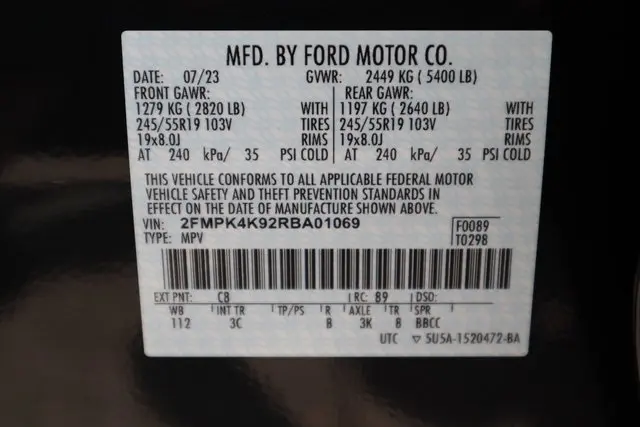 MFD. BY FORD MOTOR CO.
DATE: 07/23 GVWR: 2449 KG ( 5400 LB)
FRONT GAWR: REAR GAWR:
1279 KG ( 2820 LB) WITH 1197 KG ( 2640 LB) WITH
245/55R19 103V TIRES 245/55R19 103V TIRES
19x8.0J RIMS 19x8.0J RIMS
AT 240 kPa/ 35 PSI COLD AT 240 kPa/ 35 PSI COLD
THIS VEHICLE CONFORMS TO ALL APPLICABLE FEDERAL MOTOR
VEHICLE SAFETY AND THEFT PREVENTION STANDARDS IN
EFFECT ON THE DATE OF MANUFACTURE SHOWN ABOVE.
VIN: 2FMPK4K92RBA01069 F0089
TYPE: MPV T0298
EXT PNT: C8 RC: 89 DSO:
WB INT TR TP/PS R AXLE TR SPR
112 3C B 3K 8 BBCC
UTC ▽ 5U5A-1520472-BA